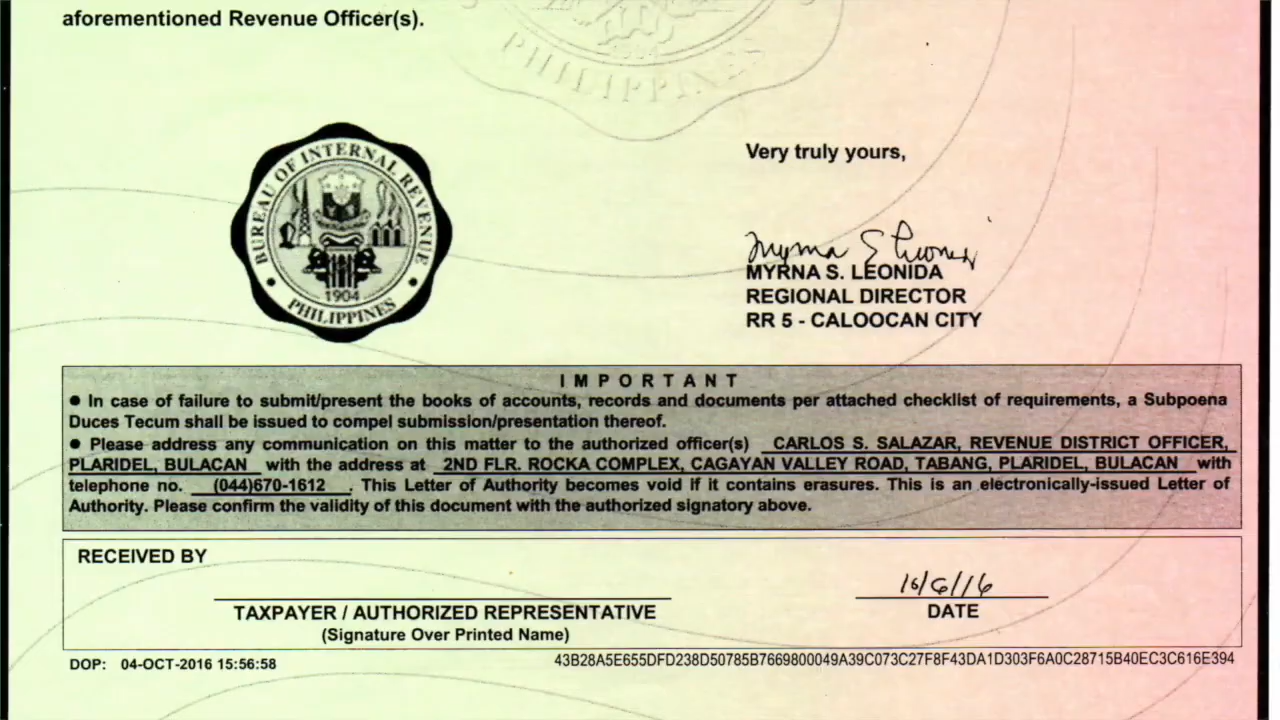 aforementioned Revenue Officer(s).
1904
PHILIPPINES
BUREAU OF INTERNAL REVENUE
1904
PHILIPPINES
Very truly yours,
Myrna S Leonida
MYRNA S. LEONIDA
REGIONAL DIRECTOR
RR 5 - CALOOCAN CITY
IMPORTANT
● In case of failure to submit/present the books of accounts, records and documents per attached checklist of requirements, a Subpoena
Duces Tecum shall be issued to compel submission/presentation thereof.
● Please address any communication on this matter to the authorized officer(s) CARLOS S. SALAZAR, REVENUE DISTRICT OFFICER,
PLARIDEL, BULACAN with the address at 2ND FLR. ROCKA COMPLEX, CAGAYAN VALLEY ROAD, TABANG, PLARIDEL, BULACAN with
telephone no. (044)670-1612 . This Letter of Authority becomes void if it contains erasures. This is an electronically-issued Letter of
Authority. Please confirm the validity of this document with the authorized signatory above.
RECEIVED BY
10/6/16
TAXPAYER / AUTHORIZED REPRESENTATIVE
DATE
(Signature Over Printed Name)
DOP: 04-OCT-2016 15:56:58
43B28A5E655DFD238D50785B7669800049A39C073C27F8F43DA1D303F6A0C28715B40EC3C616E394